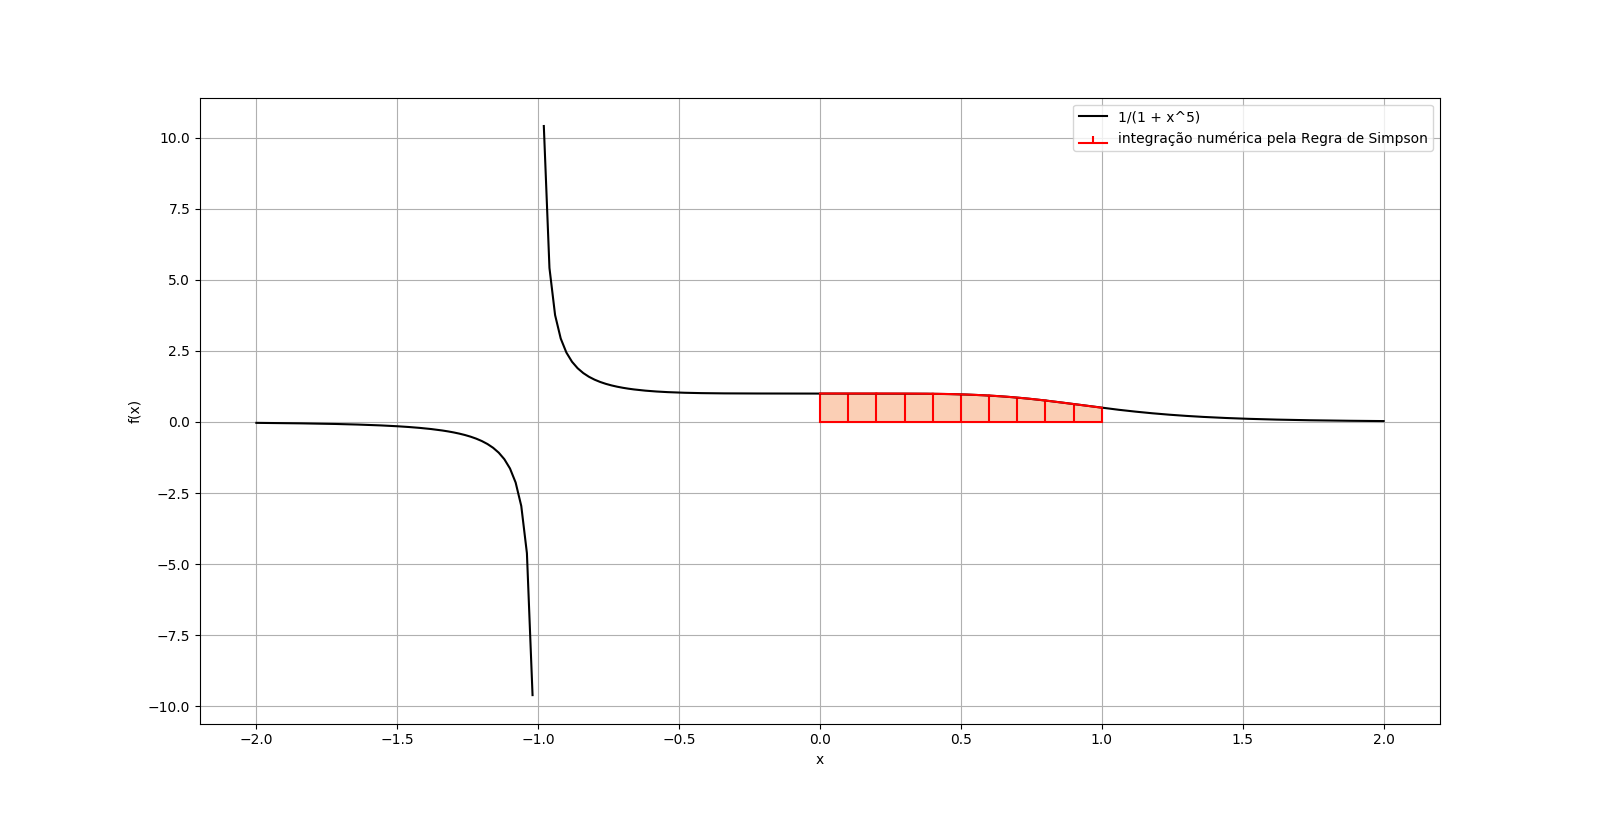 1/(1 + x^5)
integração numérica pela Regra de Simpson
10.0
7.5
5.0
2.5
0.0
−2.5
−5.0
−7.5
−10.0
f(x)
−2.0 −1.5 −1.0 −0.5 0.0 0.5 1.0 1.5 2.0
x